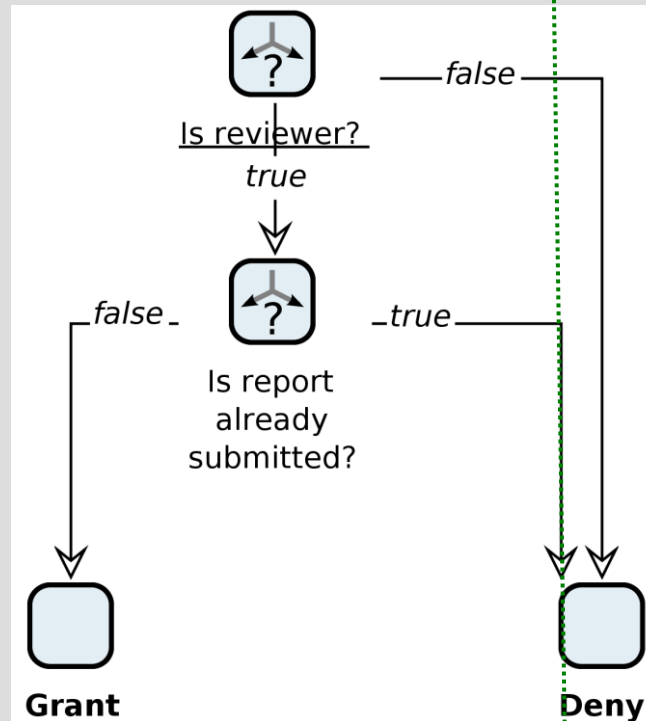 ?
false
Is reviewer?
true
?
false
true
Is report
already
submitted?
Grant
Deny